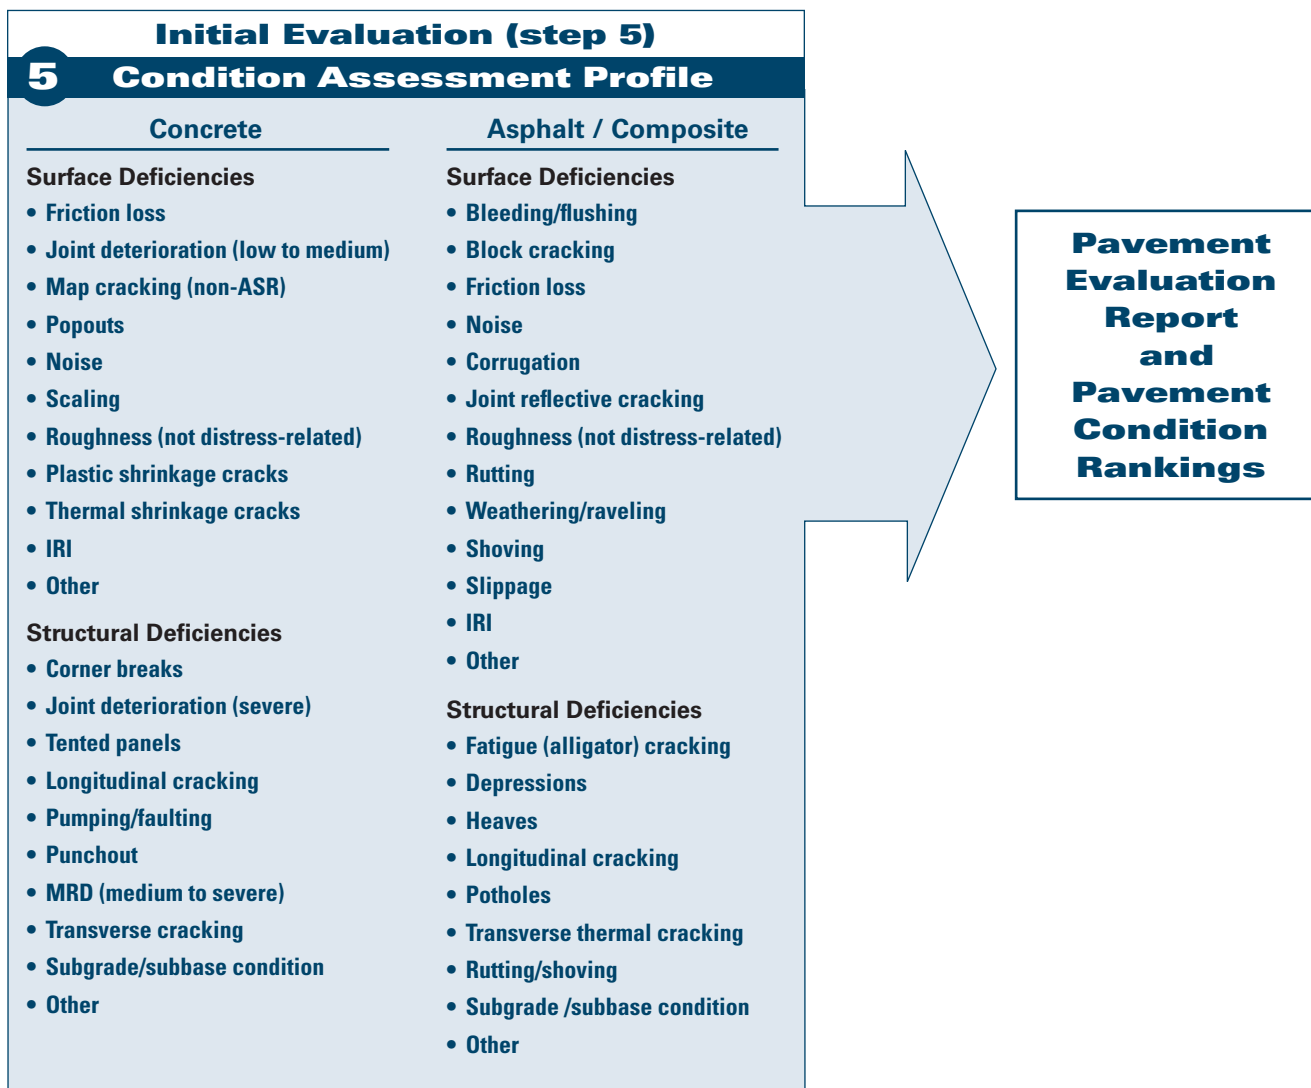 Initial Evaluation (step 5)
5 Condition Assessment Profile
Concrete
Surface Deficiencies
• Friction loss
• Joint deterioration (low to medium)
• Map cracking (non-ASR)
• Popouts
• Noise
• Scaling
• Roughness (not distress-related)
• Plastic shrinkage cracks
• Thermal shrinkage cracks
• IRI
• Other
Structural Deficiencies
• Corner breaks
• Joint deterioration (severe)
• Tented panels
• Longitudinal cracking
• Pumping/faulting
• Punchout
• MRD (medium to severe)
• Transverse cracking
• Subgrade/subbase condition
• Other
Asphalt / Composite
Surface Deficiencies
• Bleeding/flushing
• Block cracking
• Friction loss
• Noise
• Corrugation
• Joint reflective cracking
• Roughness (not distress-related)
• Rutting
• Weathering/raveling
• Shoving
• Slippage
• IRI
• Other
Structural Deficiencies
• Fatigue (alligator) cracking
• Depressions
• Heaves
• Longitudinal cracking
• Potholes
• Transverse thermal cracking
• Rutting/shoving
• Subgrade /subbase condition
• Other
Pavement
Evaluation
Report
and
Pavement
Condition
Rankings